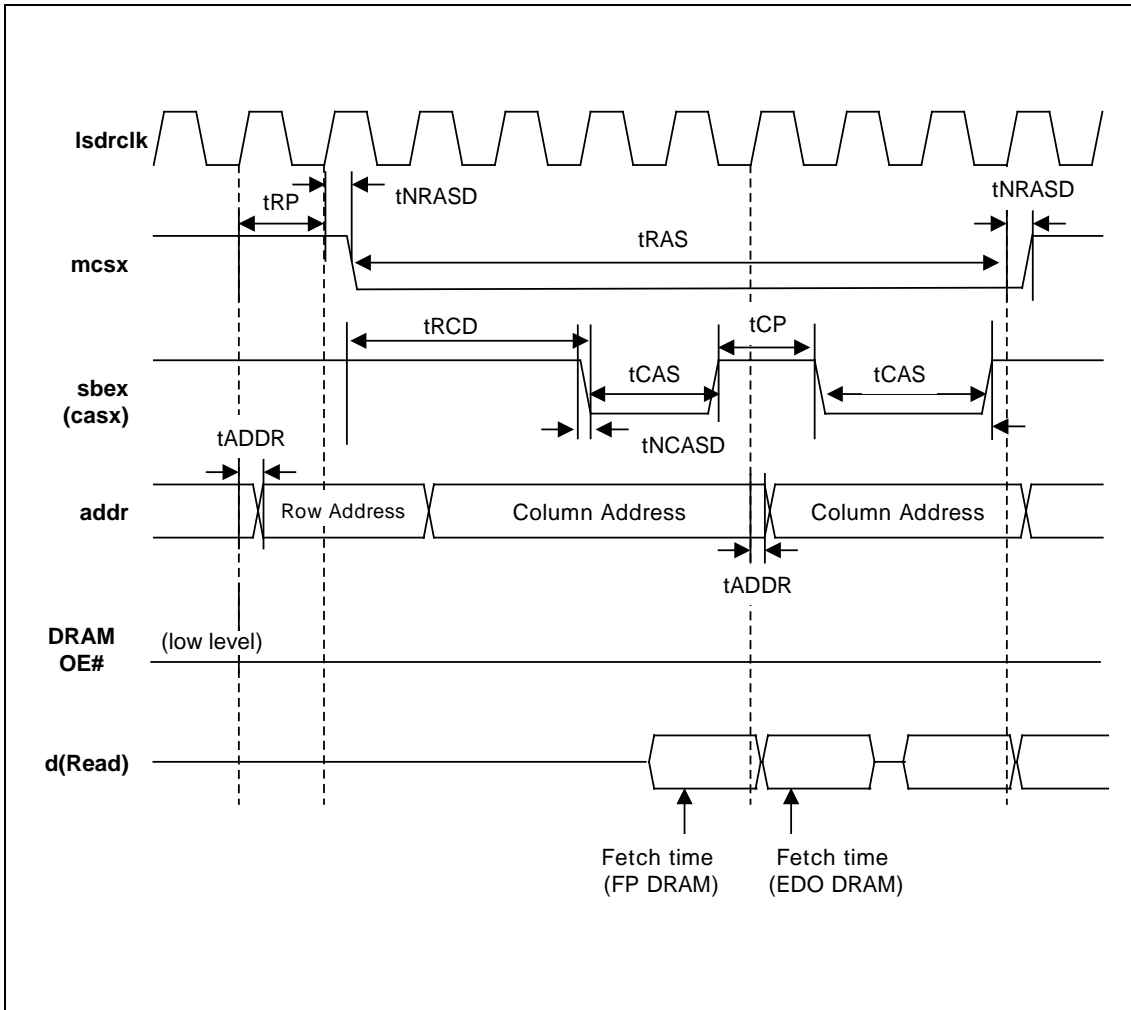 lsdrclk
tRP
tNRASD
tNRASD
mcsx
tRAS
tRCD
tCP
sbex
(casx)
tCAS
tCAS
tADDR
tNCASD
addr
Row Address
Column Address
Column Address
tADDR
DRAM
OE#
(low level)
d(Read)
Fetch time
(FP DRAM)
Fetch time
(EDO DRAM)